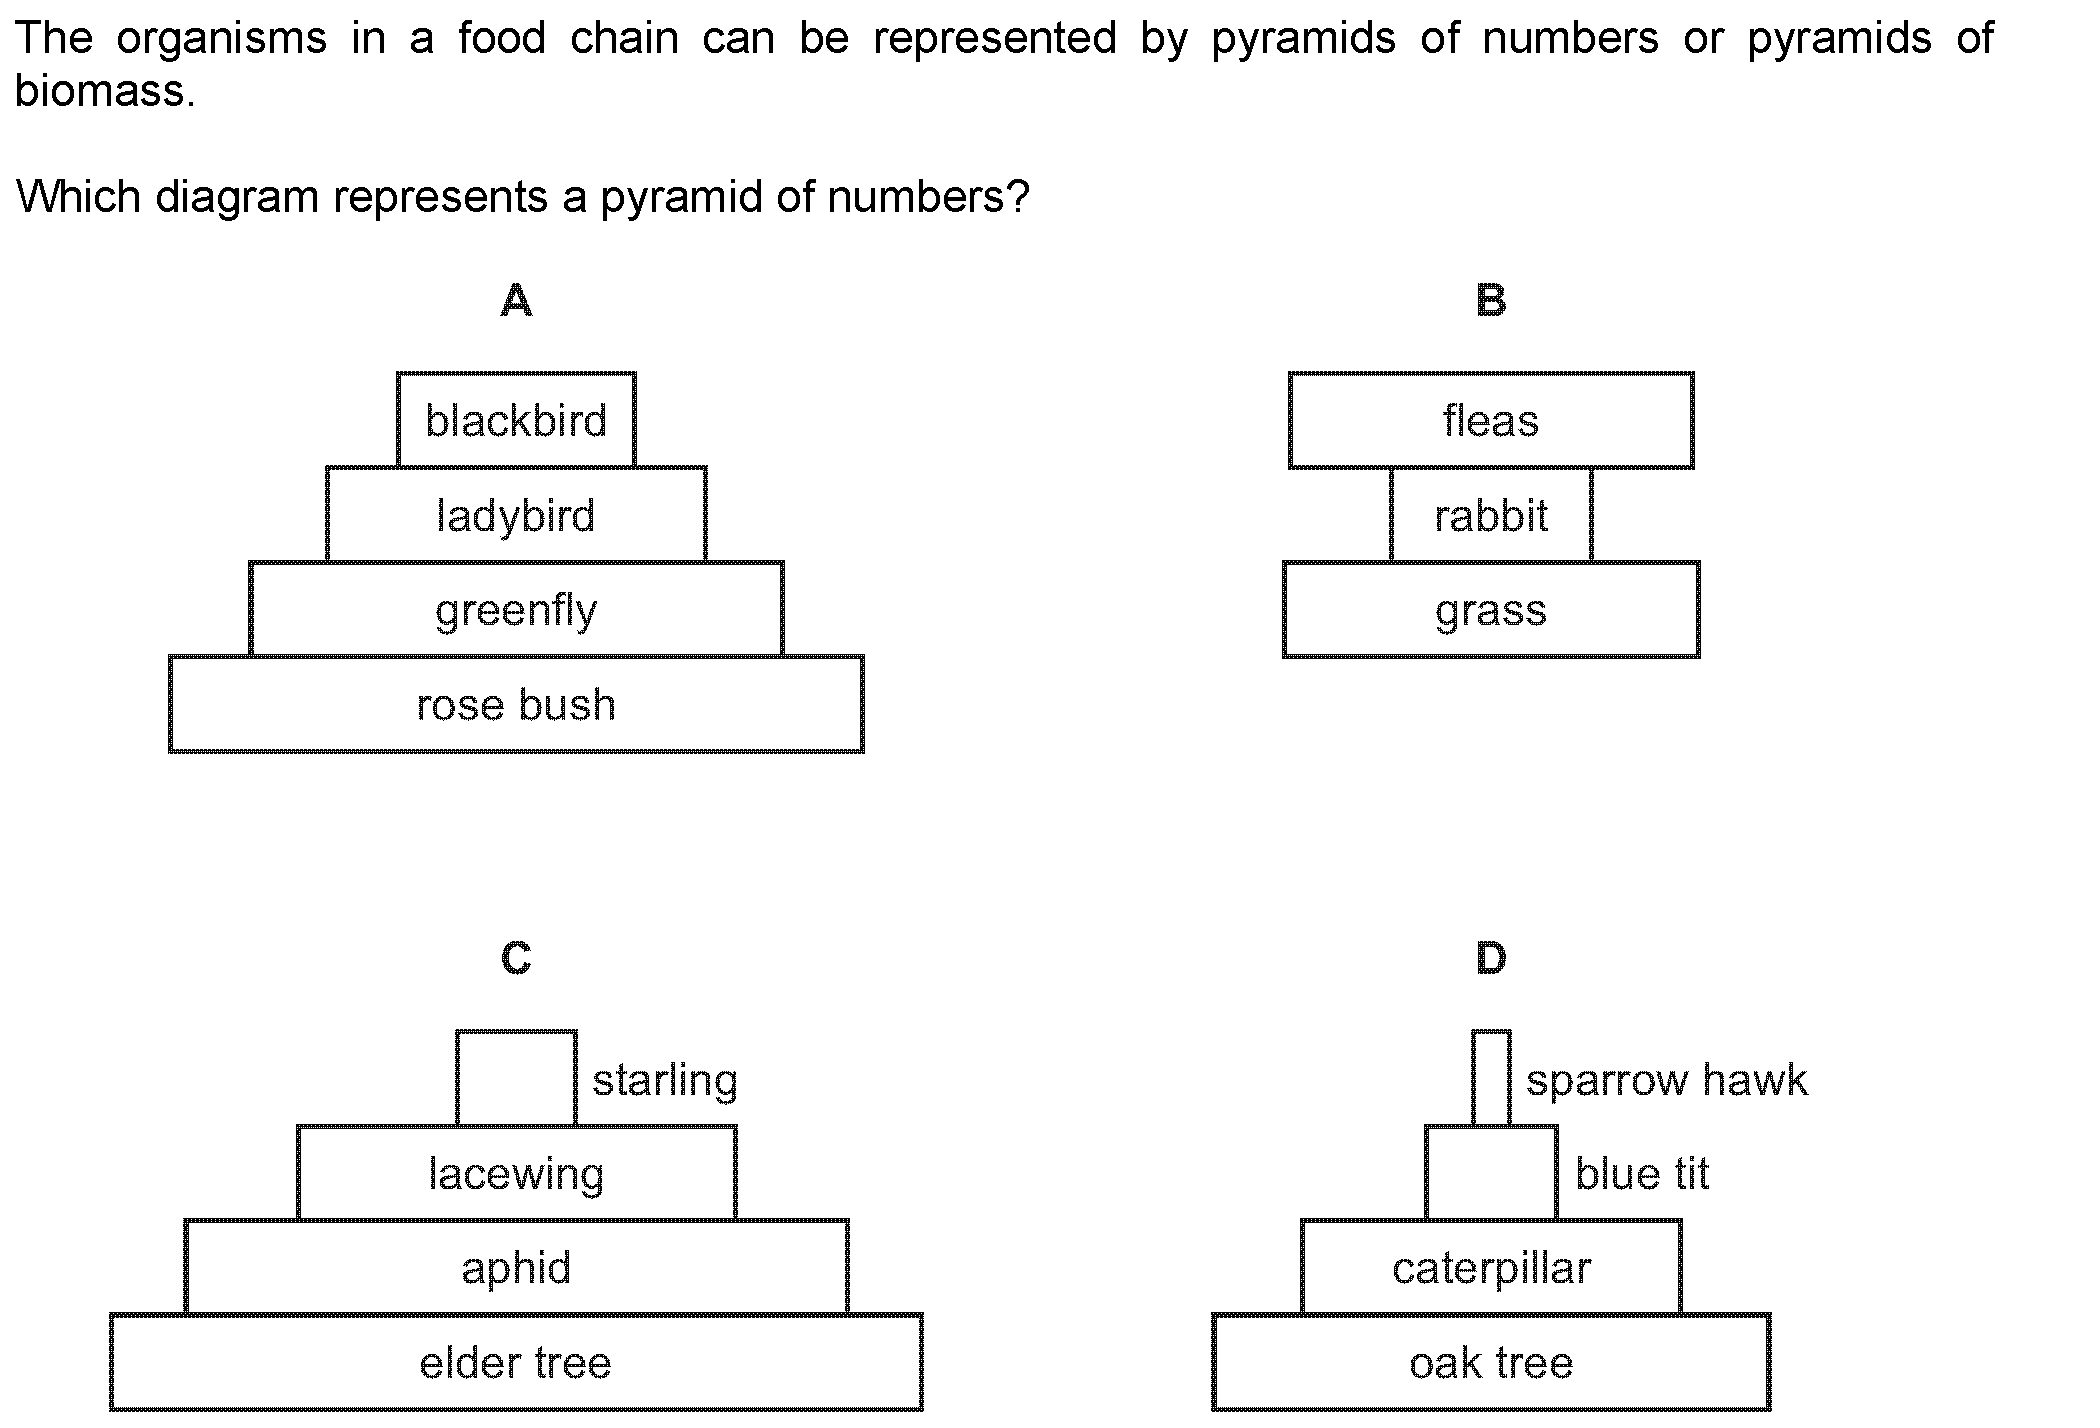 The organisms in a food chain can be represented by pyramids of numbers or pyramids of
biomass.
Which diagram represents a pyramid of numbers?
A
blackbird
ladybird
greenfly
rose bush
B
fleas
rabbit
grass
C
starling
lacewing
aphid
elder tree
D
sparrow hawk
blue tit
caterpillar
oak tree